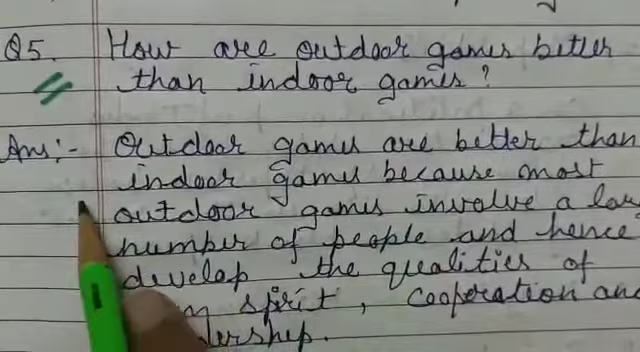 Q5. How are outdoor games better
than indoor games?
Ans:- Outdoor games are better than
indoor games because most
outdoor games involve a
number of people and hence
develop the qualities of
spirit, cooperation